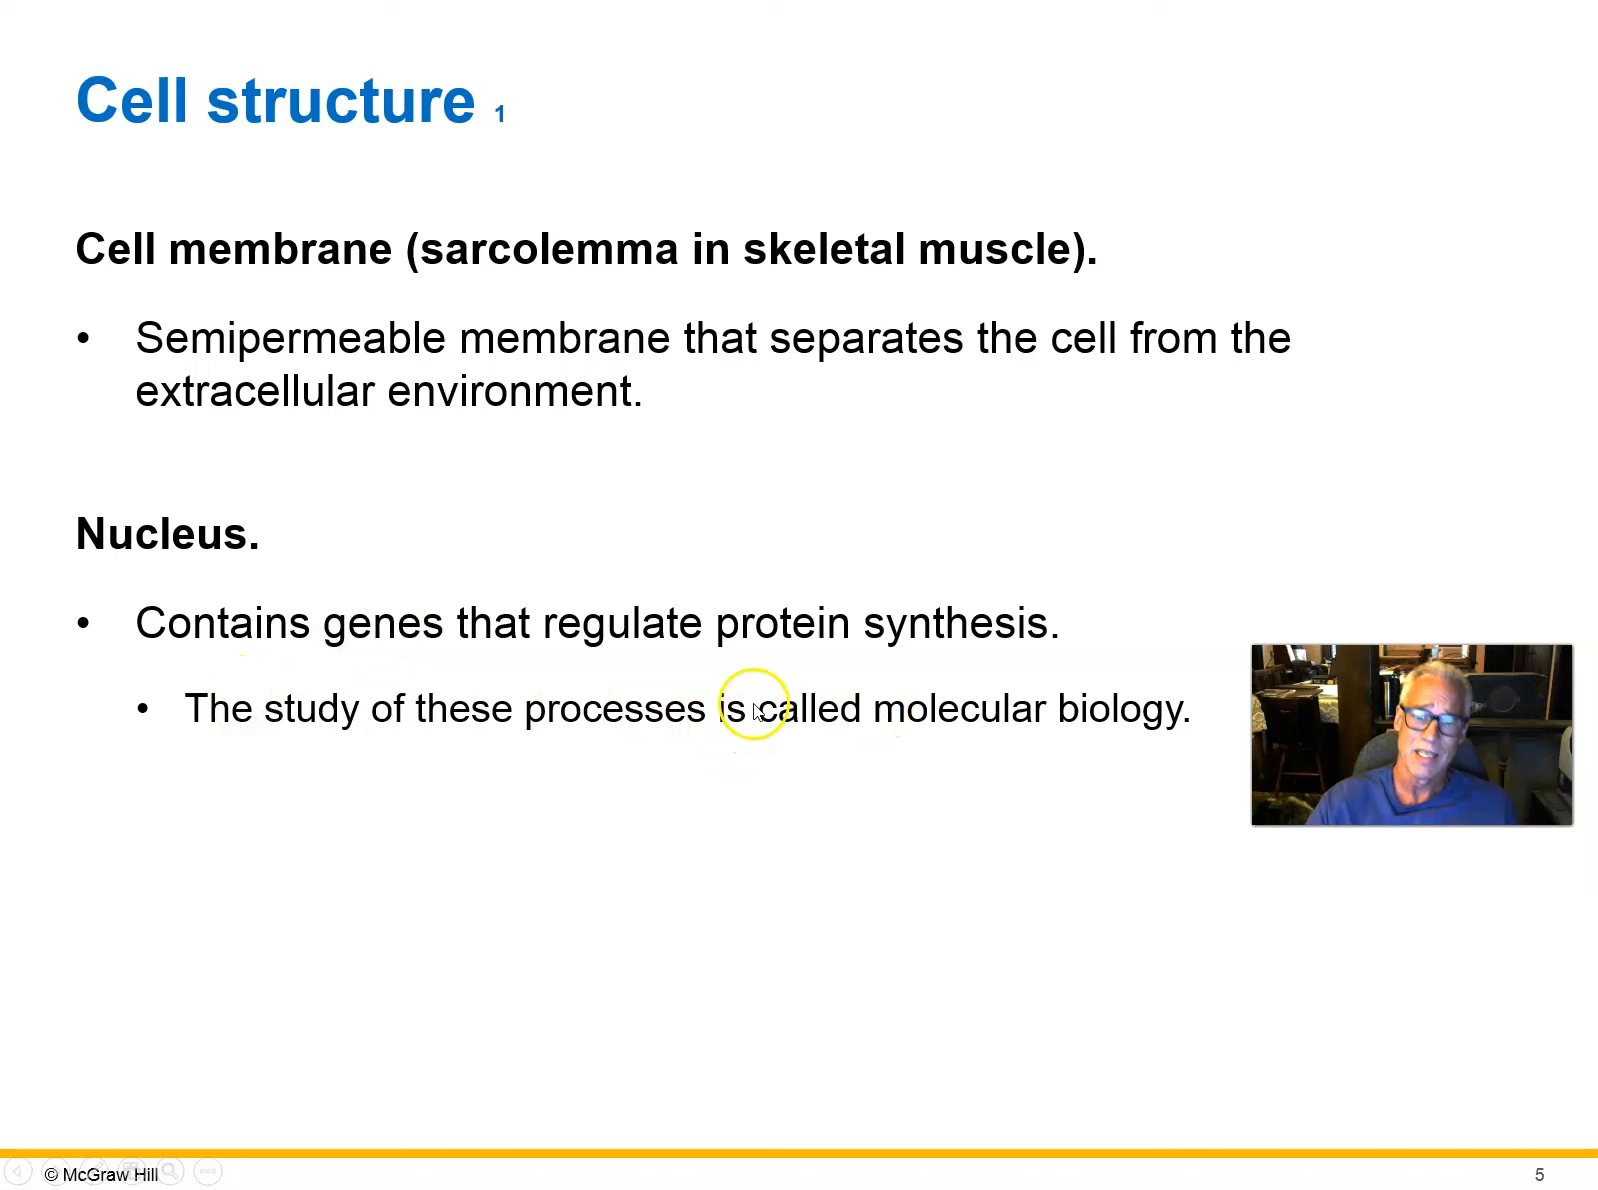 Cell structure 1
Cell membrane (sarcolemma in skeletal muscle).
• Semipermeable membrane that separates the cell from the
extracellular environment.
Nucleus.
• Contains genes that regulate protein synthesis.
• The study of these processes is called molecular biology.
© McGraw Hill
5